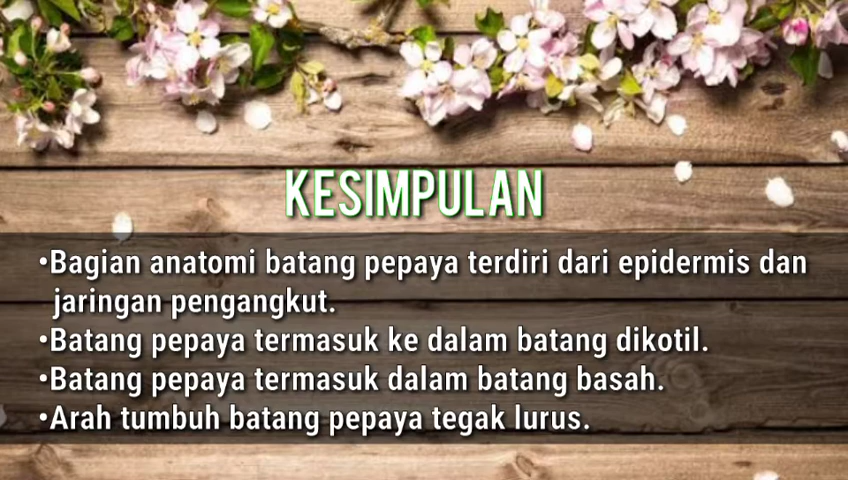 KESIMPULAN
•Bagian anatomi batang pepaya terdiri dari epidermis dan
jaringan pengangkut.
•Batang pepaya termasuk ke dalam batang dikotil.
•Batang pepaya termasuk dalam batang basah.
•Arah tumbuh batang pepaya tegak lurus.